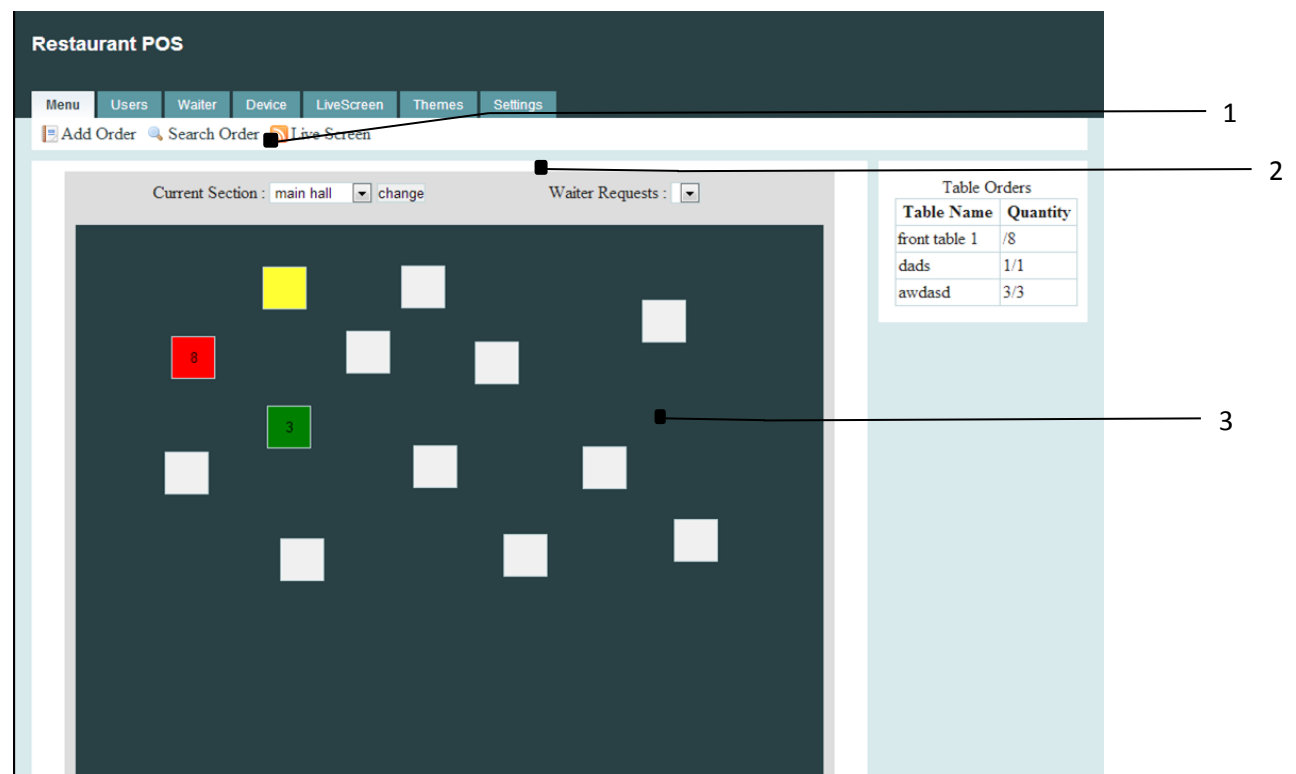 Restaurant POS
Menu Users Waiter Device LiveScreen Themes Settings
1
Add Order Search Order Live Screen
2
Current Section : main hall change Waiter Requests :
Table Orders
Table Name Quantity
front table 1 /8
dads 1/1
awdasd 3/3
8
3
3